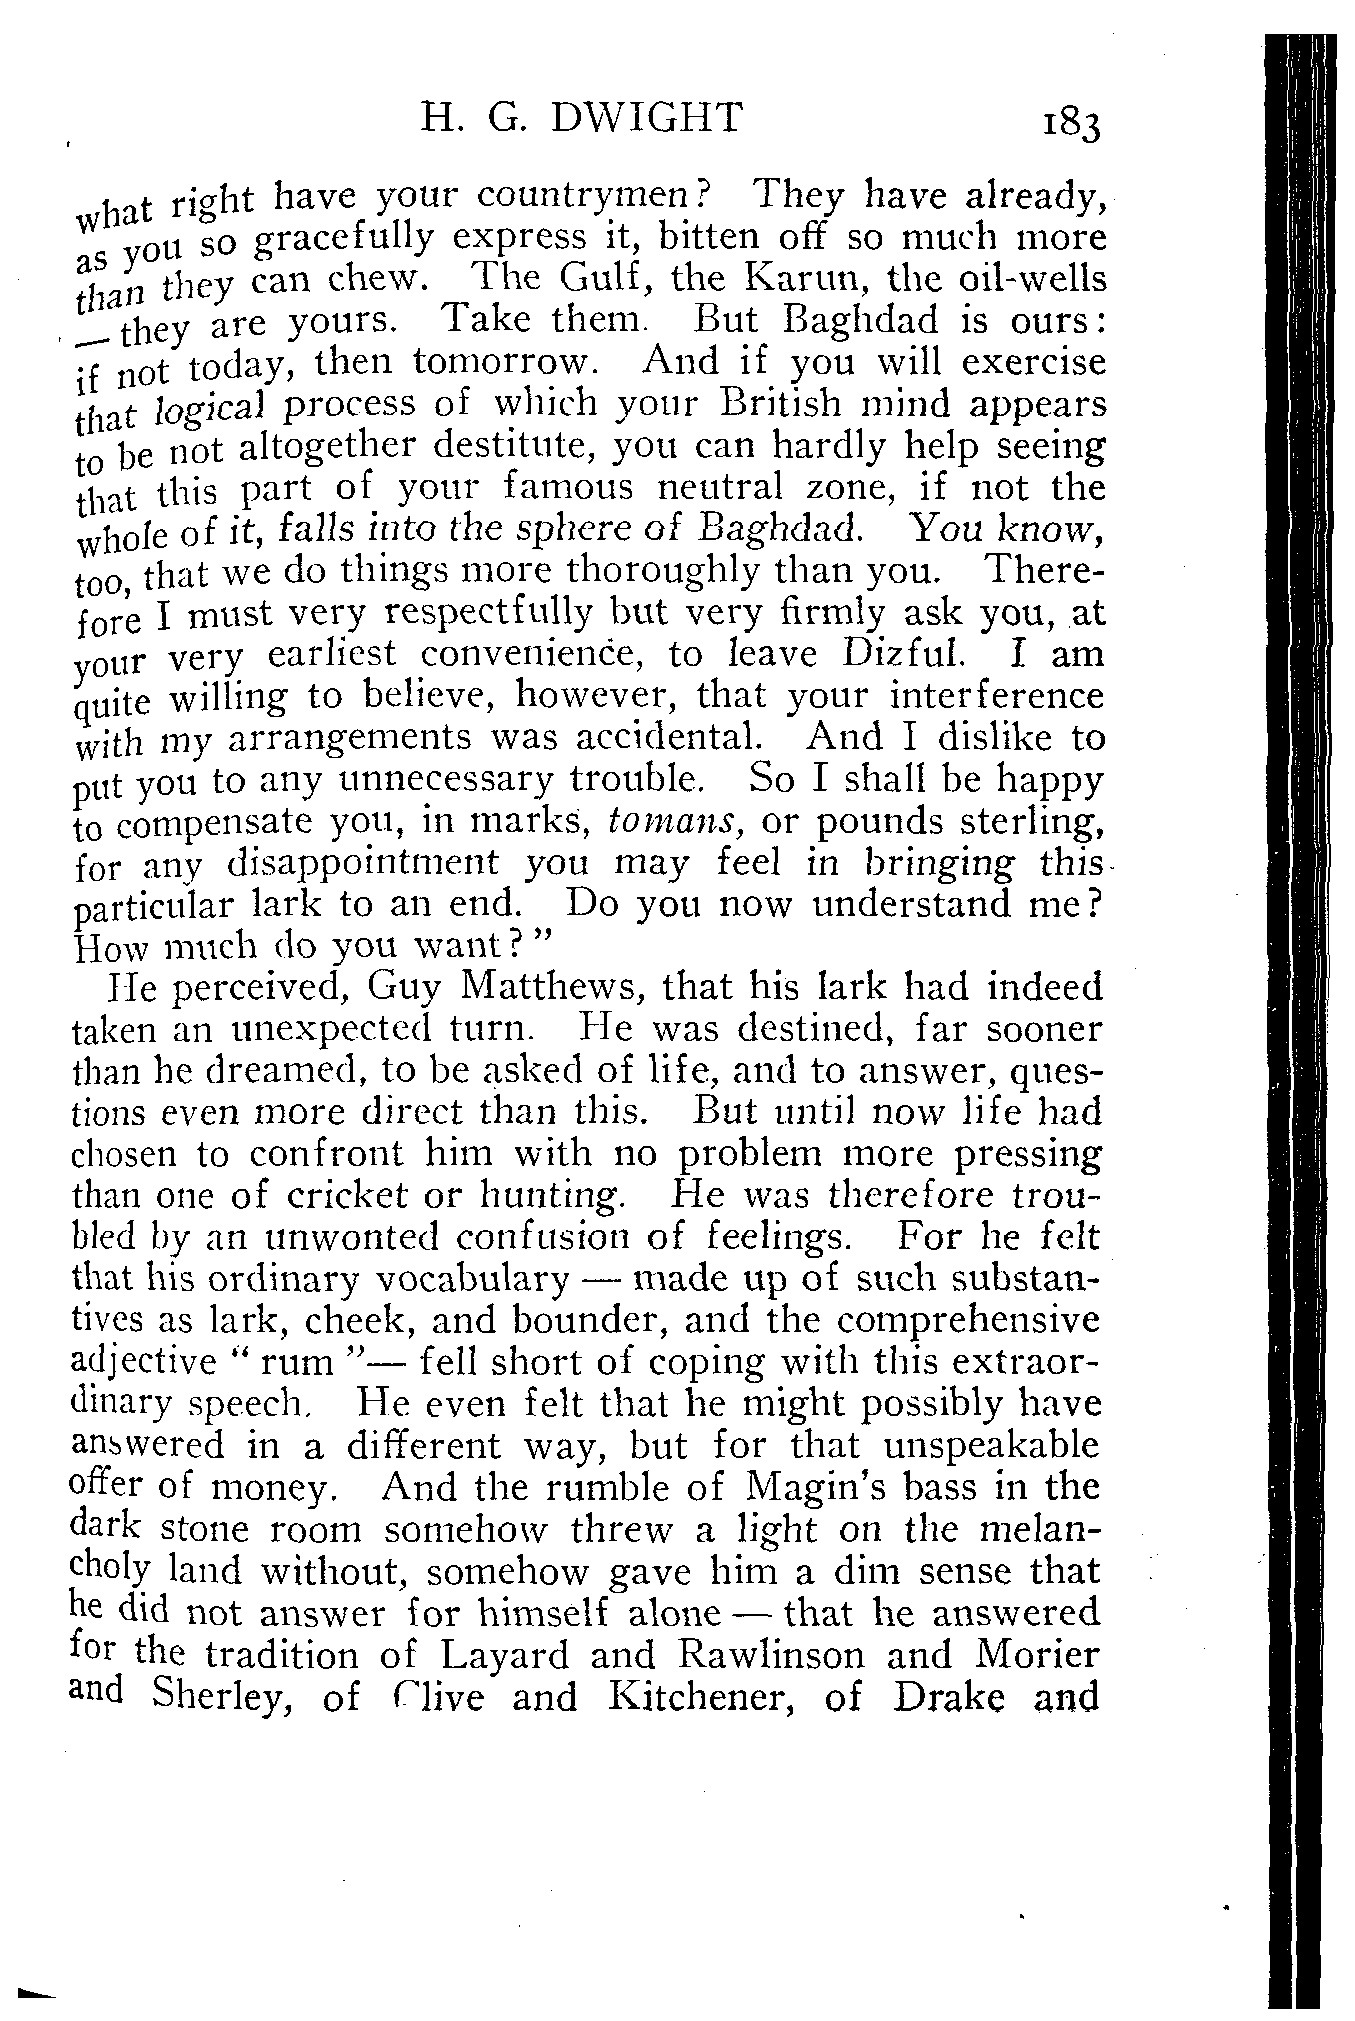 H. G. DWIGHT 183
what right have your countrymen? They have already,
as you so gracefully express it, bitten off so much more
than they can chew. The Gulf, the Karun, the oil-wells
— they are yours. Take them. But Baghdad is ours:
if not today, then tomorrow. And if you will exercise
that logical process of which your British mind appears
to be not altogether destitute, you can hardly help seeing
that this part of your famous neutral zone, if not the
whole of it, falls into the sphere of Baghdad. You know,
too, that we do things more thoroughly than you. There-
fore I must very respectfully but very firmly ask you, at
your very earliest convenience, to leave Dizful. I am
quite willing to believe, however, that your interference
with my arrangements was accidental. And I dislike to
put you to any unnecessary trouble. So I shall be happy
to compensate you, in marks, tomans, or pounds sterling,
for any disappointment you may feel in bringing this
particular lark to an end. Do you now understand me?
How much do you want?"
He perceived, Guy Matthews, that his lark had indeed
taken an unexpected turn. He was destined, far sooner
than he dreamed, to be asked of life, and to answer, ques-
tions even more direct than this. But until now life had
chosen to confront him with no problem more pressing
than one of cricket or hunting. He was therefore trou-
bled by an unwonted confusion of feelings. For he felt
that his ordinary vocabulary — made up of such substan-
tives as lark, cheek, and bounder, and the comprehensive
adjective "rum"— fell short of coping with this extraor-
dinary speech. He even felt that he might possibly have
answered in a different way, but for that unspeakable
offer of money. And the rumble of Magin's bass in the
dark stone room somehow threw a light on the melan-
choly land without, somehow gave him a dim sense that
he did not answer for himself alone — that he answered
for the tradition of Layard and Rawlinson and Morier
and Sherley, of Clive and Kitchener, of Drake and